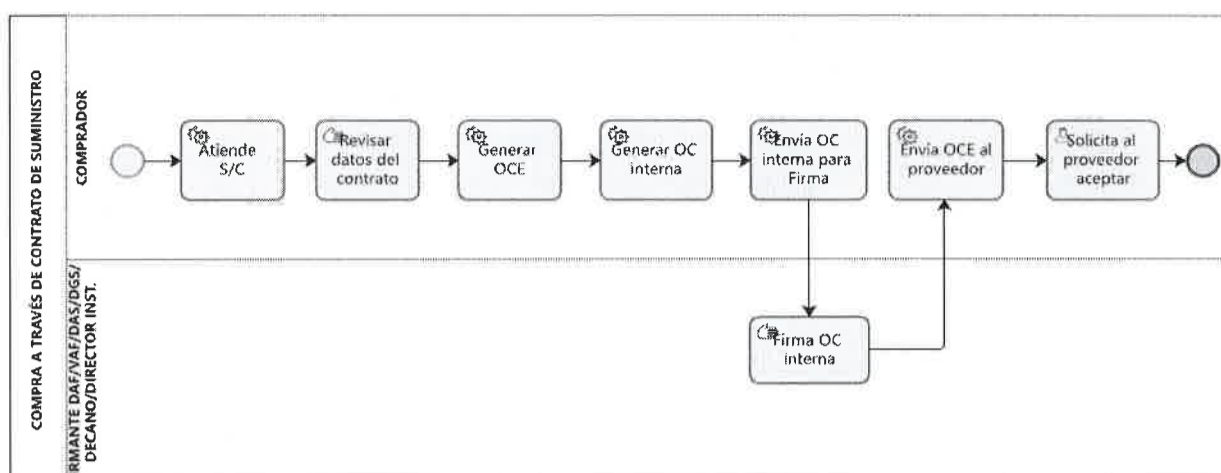 COMPRA A TRAVÉS DE CONTRATO DE SUMINISTRO
COMPRADOR
Atiende
S/C
Revisar
datos del
contrato
Generar
OCE
Generar OC
interna
Envía OC
interna para
Firma
Envía OCE al
proveedor
Solicita al
proveedor
aceptar
RMANTE DAF/VAF/DAS/DGS/
DECANO/DIRECTOR INST.
Firma OC
interna